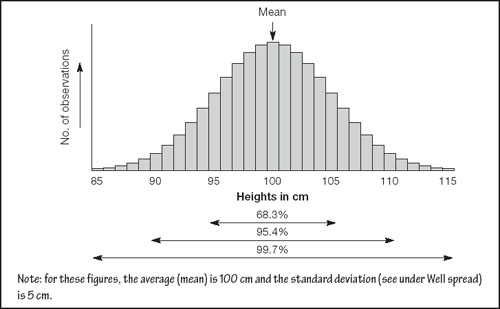 Mean
No. of observations
85 90 95 100 105 110 115
Heights in cm
68.3%
95.4%
99.7%
Note: for these figures, the average (mean) is 100 cm and the standard deviation (see under Well spread)
is 5 cm.